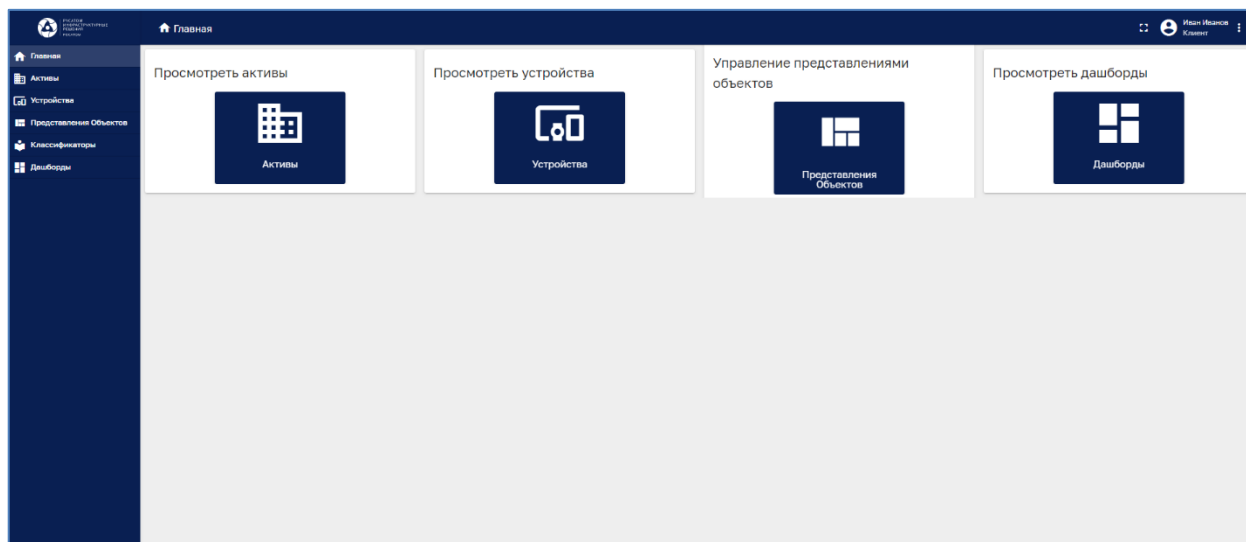 Главная
Иван Иванов
Клиент
Главная
Активы
Устройства
Представления Объектов
Классификаторы
Дашборды
Просмотреть активы
Активы
Просмотреть устройства
Устройства
Управление представлениями
объектов
Представления
Объектов
Просмотреть дашборды
Дашборды